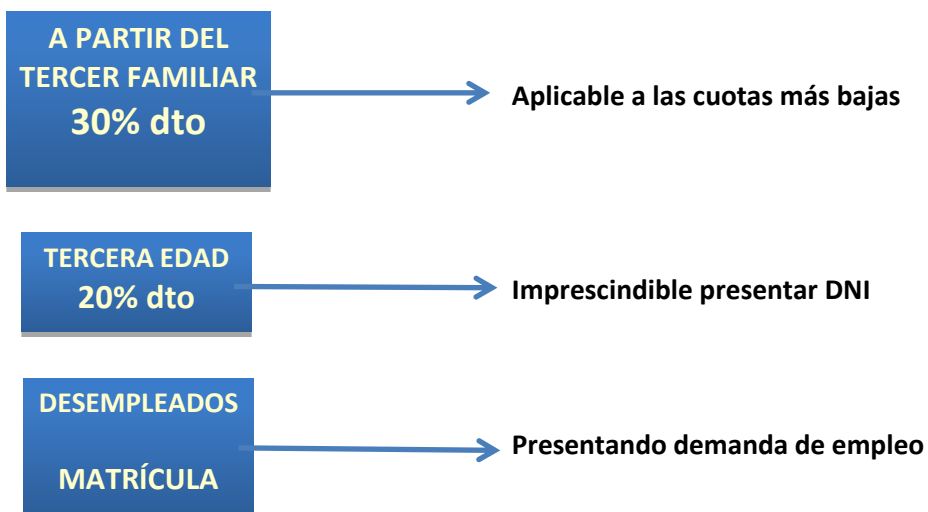 A PARTIR DEL
TERCER FAMILIAR
30% dto
Aplicable a las cuotas más bajas
TERCERA EDAD
20% dto
Imprescindible presentar DNI
DESEMPLEADOS
MATRÍCULA
Presentando demanda de empleo